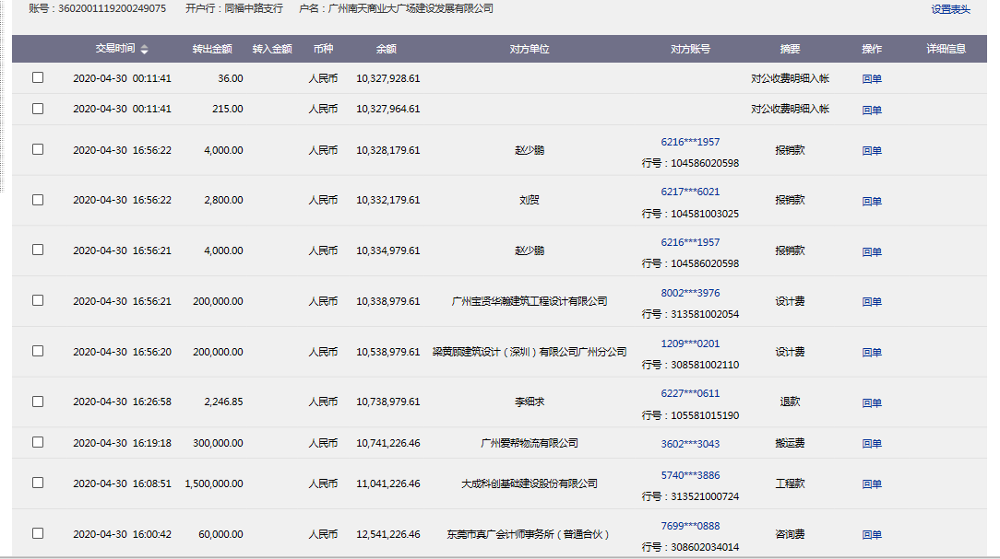 账号：3602001119200249075 开户行：同福中路支行 户名：广州南天商业大广场建设发展有限公司 设置表头
交易时间 转出金额 转入金额 币种 余额 对方单位 对方账号 摘要 操作 详细信息
2020-04-30 00:11:41 36.00 人民币 10,327,928.61 对公收费明细入帐 回单
2020-04-30 00:11:41 215.00 人民币 10,327,964.61 对公收费明细入帐 回单
2020-04-30 16:56:22 4,000.00 人民币 10,328,179.61 赵少鹏 6216***1957 报销款 回单
行号：104586020598
2020-04-30 16:56:22 2,800.00 人民币 10,332,179.61 刘贺 6217***6021 报销款 回单
行号：104581003025
2020-04-30 16:56:21 4,000.00 人民币 10,334,979.61 赵少鹏 6216***1957 报销款 回单
行号：104586020598
2020-04-30 16:56:21 200,000.00 人民币 10,338,979.61 广州宝贤华瀚建筑工程设计有限公司 8002***3976 设计费 回单
行号：313581002054
2020-04-30 16:56:20 200,000.00 人民币 10,538,979.61 梁黄顾建筑设计（深圳）有限公司广州分公司 1209***0201 设计费 回单
行号：308581002110
2020-04-30 16:26:58 2,246.85 人民币 10,738,979.61 李细求 6227***0611 退款 回单
行号：105581015190
2020-04-30 16:19:18 300,000.00 人民币 10,741,226.46 广州爱帮物流有限公司 3602***3043 搬运费 回单
2020-04-30 16:08:51 1,500,000.00 人民币 11,041,226.46 大成科创基础建设股份有限公司 5740***3886 工程款 回单
行号：313521000724
2020-04-30 16:00:42 60,000.00 人民币 12,541,226.46 东莞市真广会计师事务所（普通合伙） 7699***0888 咨询费 回单
行号：308602034014